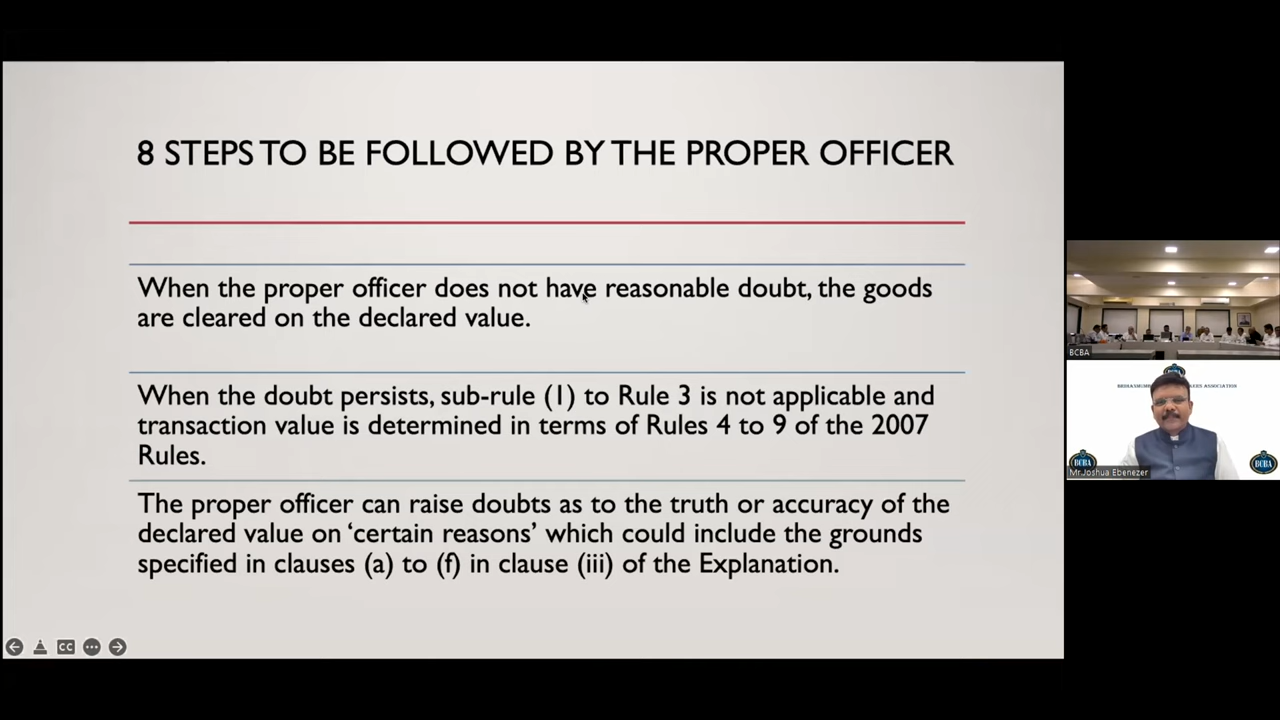 8 STEPS TO BE FOLLOWED BY THE PROPER OFFICER
When the proper officer does not have reasonable doubt, the goods
are cleared on the declared value.
When the doubt persists, sub-rule (1) to Rule 3 is not applicable and
transaction value is determined in terms of Rules 4 to 9 of the 2007
Rules.
The proper officer can raise doubts as to the truth or accuracy of the
declared value on ‘certain reasons’ which could include the grounds
specified in clauses (a) to (f) in clause (iii) of the Explanation.
CC
BCBA
ASSOCIATION
BCBA
BCBA
Mr.Joshua Ebenezer